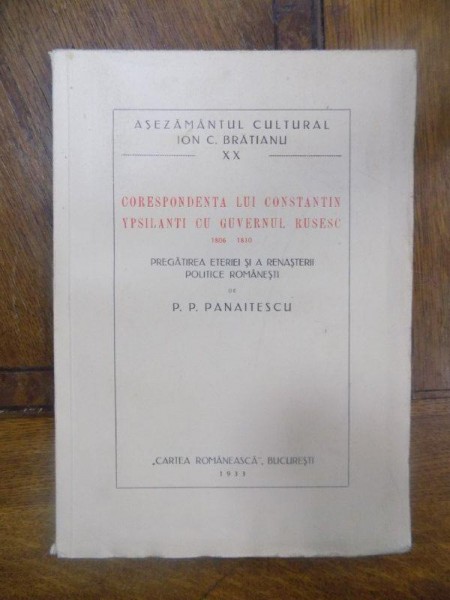 AȘEZĂMÂNTUL CULTURAL
ION C. BRĂTIANU
XX
CORESPONDENTA LUI CONSTANTIN
YPSILANTI CU GUVERNUL RUSESC
1806 - 1810
PREGĂTIREA ETERIEI ȘI A RENAȘTERII
POLITICE ROMÂNEȘTI
DE
P. P. PANAITESCU
„CARTEA ROMÂNEASCĂ”, BUCUREȘTI